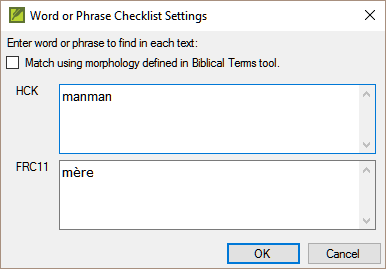 Word or Phrase Checklist Settings
Enter word or phrase to find in each text:
Match using morphology defined in Biblical Terms tool.
HCK
manman
FRC11
mère
OK
Cancel